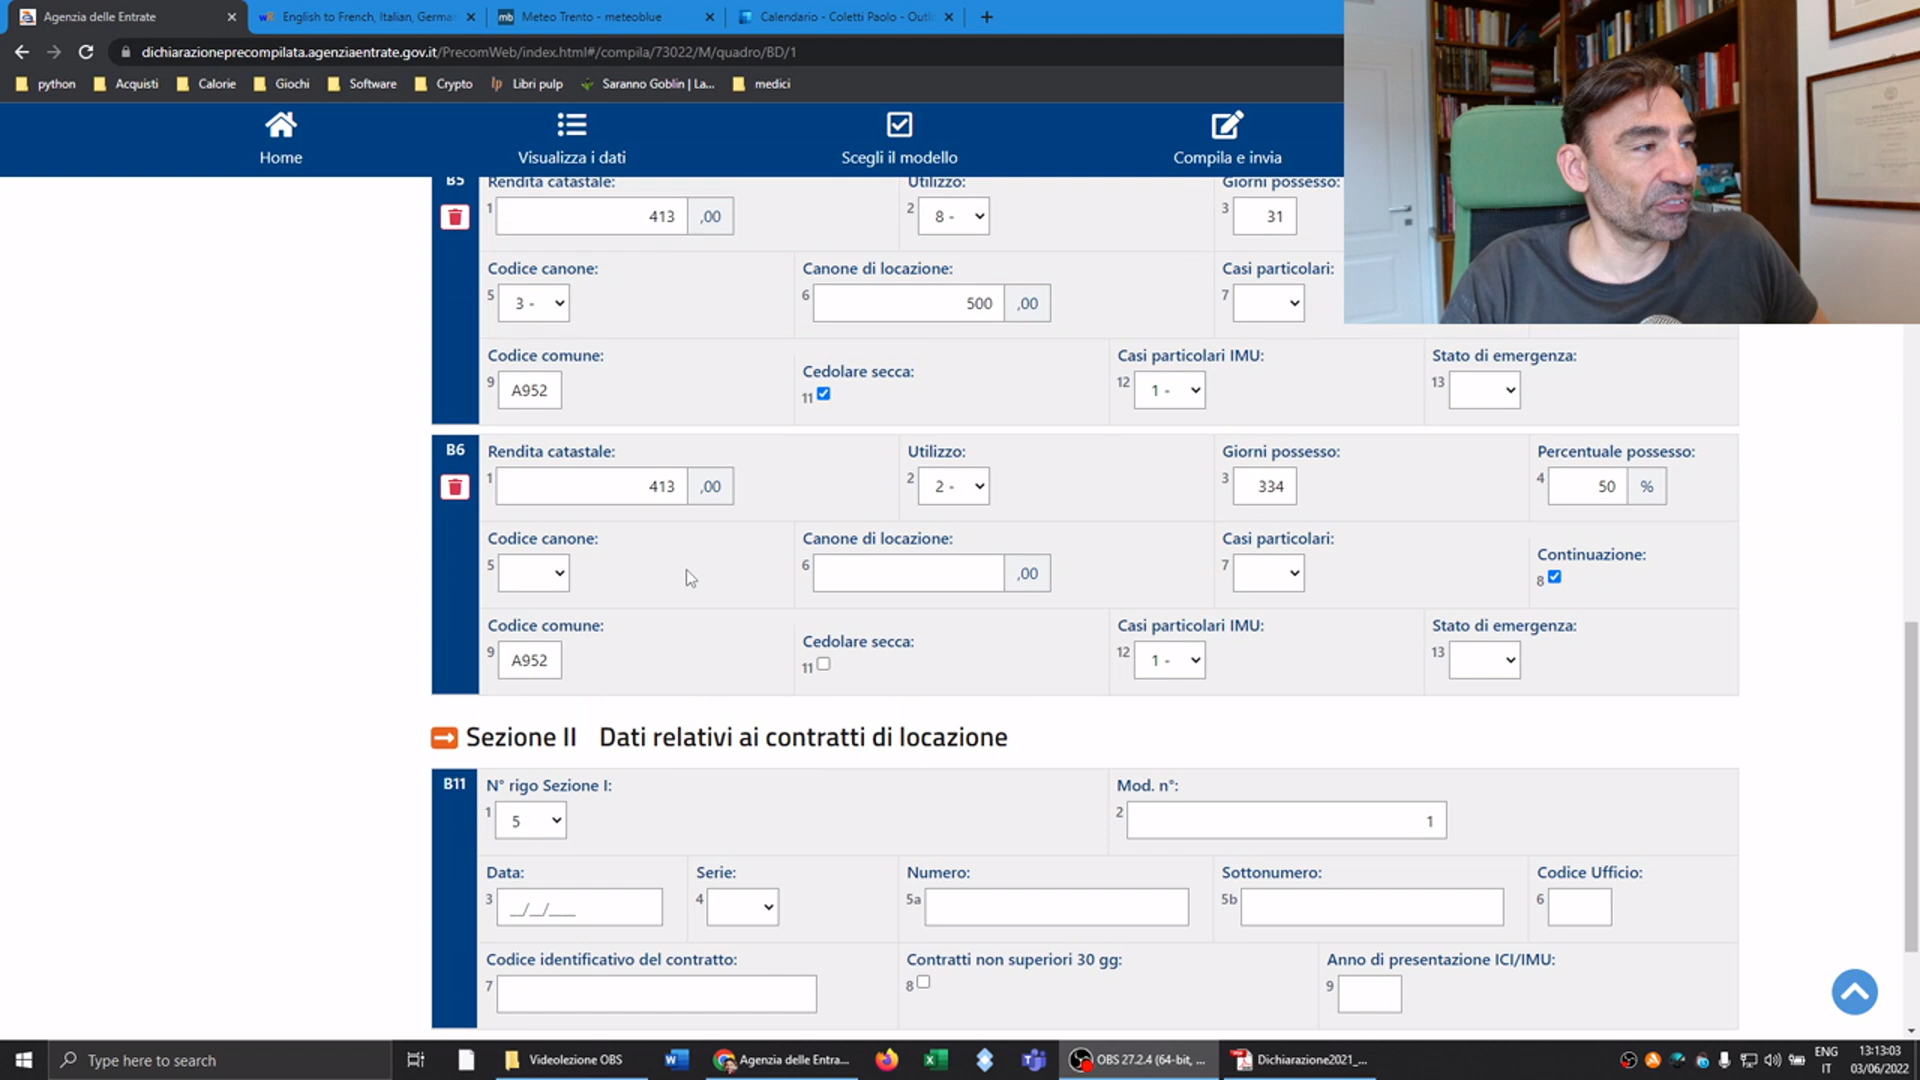 Agenzia delle Entrate
English to French, Italian, Germa
Meteo Trento - meteoblue
Calendario - Coletti Paolo - Outl
dichiarazioneprecompilata.agenziaentrate.gov.it/PrecomWeb/index.html#/compila/73022/M/quadro/BD/1
python Acquisti Calorie Giochi Software Crypto lp Libri pulp Saranno Goblin | La... medici
Home Visualizza i dati Scegli il modello Compila e invia
B5 Rendita catastale: Utilizzo: Giorni possesso:
1 413 ,00 2 8 - 3 31
Codice canone: Canone di locazione: Casi particolari:
5 3 - 6 500 ,00 7
Codice comune: Cedolare secca: Casi particolari IMU: Stato di emergenza:
9 A952 11 12 1 - 13
B6 Rendita catastale: Utilizzo: Giorni possesso: Percentuale possesso:
1 413 ,00 2 2 - 3 334 4 50 %
Codice canone: Canone di locazione: Casi particolari: Continuazione:
5 6 ,00 7 8
Codice comune: Cedolare secca: Casi particolari IMU: Stato di emergenza:
9 A952 11 12 1 - 13
Sezione II Dati relativi ai contratti di locazione
B11 N° rigo Sezione I: Mod. n°:
1 5 2 1
Data: Serie: Numero: Sottonumero: Codice Ufficio:
3 __/__/____ 4 5a 5b 6
Codice identificativo del contratto: Contratti non superiori 30 gg: Anno di presentazione ICI/IMU:
7 8 9
Type here to search
Videolezione OBS
Agenzia delle Entra...
OBS 27.2.4 (64-bit, ...
Dichiarazione2021_...
ENG
IT
13:13:03
03/06/2022